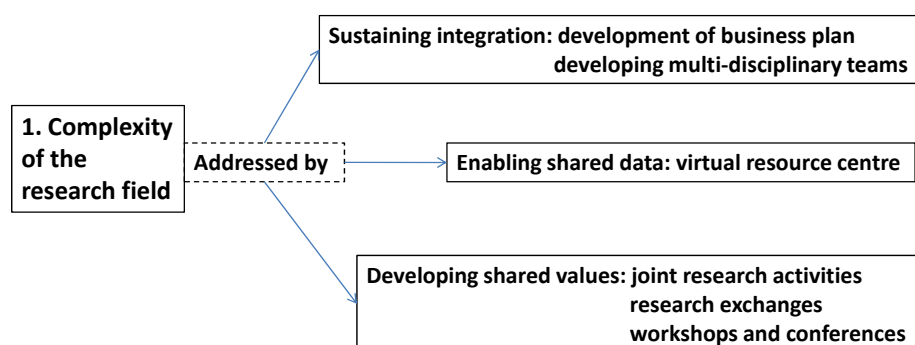 Sustaining integration: development of business plan
developing multi-disciplinary teams
1. Complexity
of the
research field
Addressed by
Enabling shared data: virtual resource centre
Developing shared values: joint research activities
research exchanges
workshops and conferences